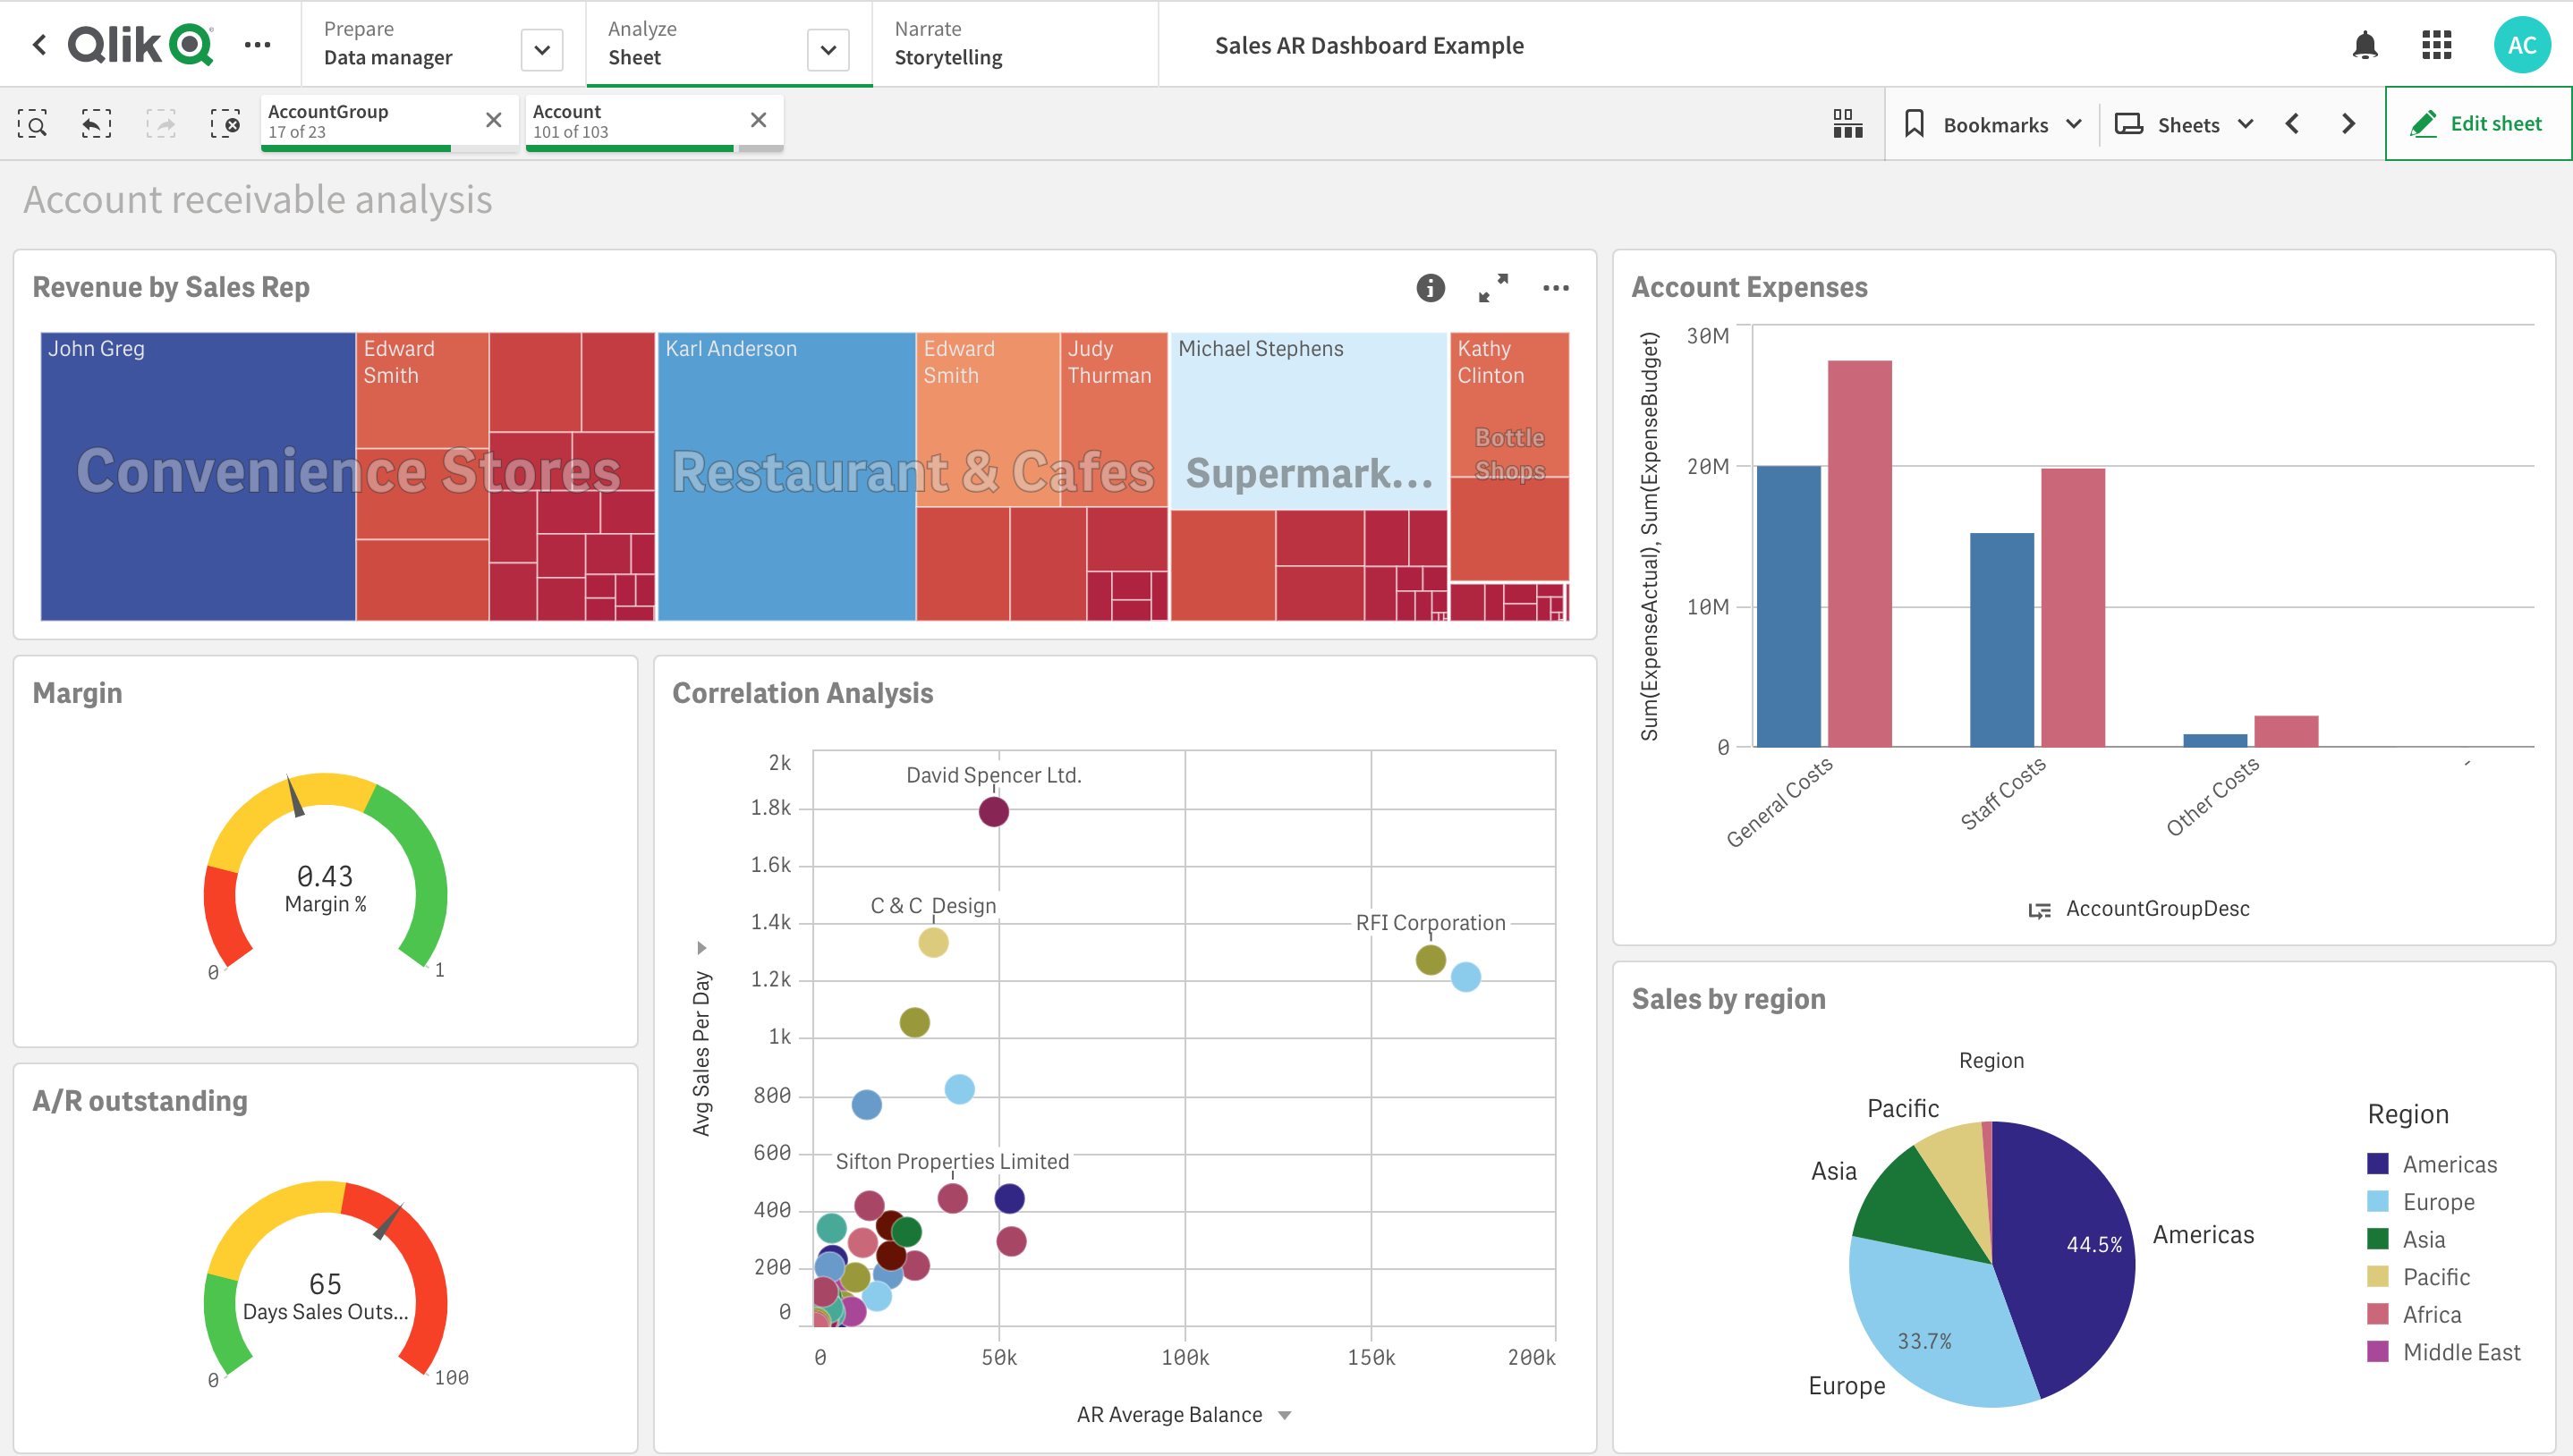 Qlik
Prepare
Data manager
Analyze
Sheet
Narrate
Storytelling
Sales AR Dashboard Example
AC
AccountGroup
17 of 23
Account
101 of 103
Bookmarks
Sheets
Edit sheet
Account receivable analysis
Revenue by Sales Rep
John Greg
Edward
Smith
Karl Anderson
Edward
Smith
Judy
Thurman
Michael Stephens
Kathy
Clinton
Convenience Stores
Restaurant & Cafes
Supermark...
Bottle
Shops
Account Expenses
Sum(ExpenseActual), Sum(ExpenseBudget)
30M
20M
10M
0
General Costs
Staff Costs
Other Costs
-
AccountGroupDesc
Margin
0.43
Margin %
0
1
A/R outstanding
65
Days Sales Outs...
0
100
Correlation Analysis
Avg Sales Per Day
2k
1.8k
1.6k
1.4k
1.2k
1k
800
600
400
200
0
David Spencer Ltd.
C & C Design
RFI Corporation
Sifton Properties Limited
0
50k
100k
150k
200k
AR Average Balance
Sales by region
Region
Pacific
Asia
Americas
Europe
44.5%
33.7%
Region
Americas
Europe
Asia
Pacific
Africa
Middle East